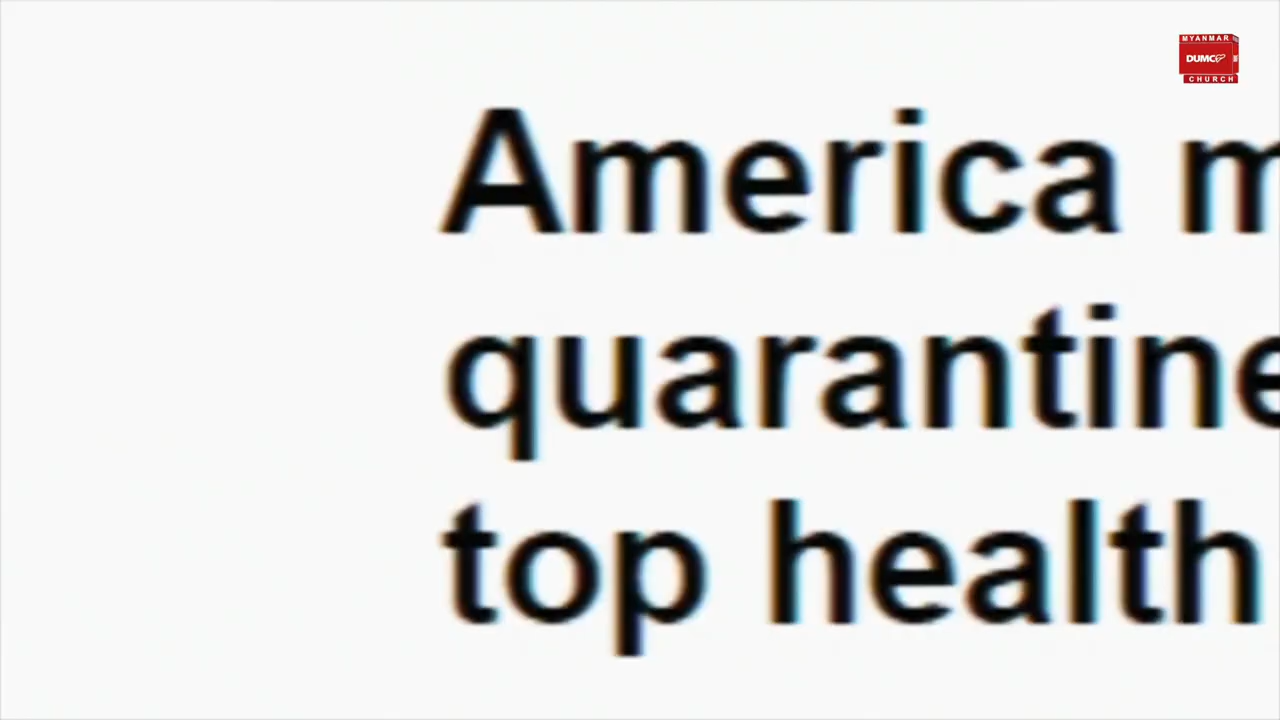 MYANMAR
DUMC
CHURCH
America m
quarantine
top health